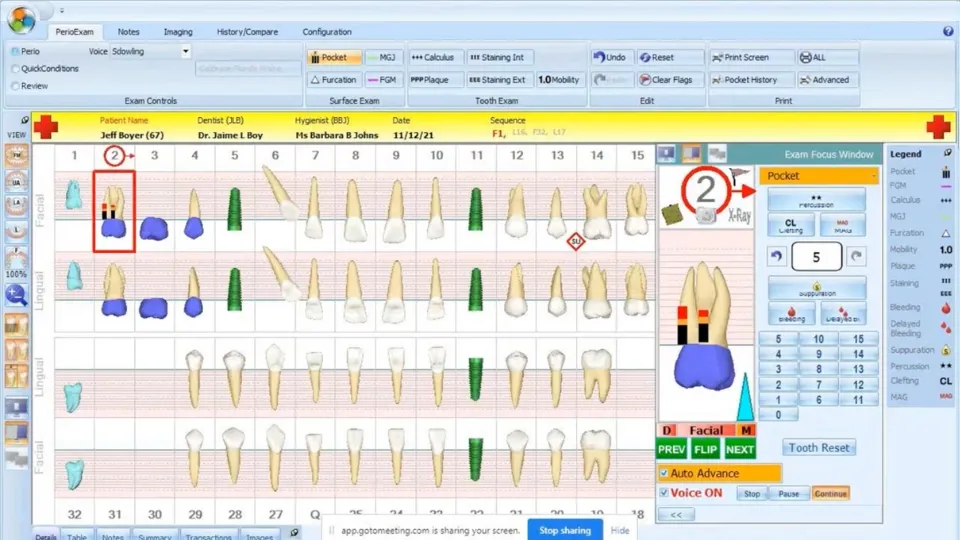 PerioExam Notes Imaging History/Compare Configuration
Perio Voice Sdowling
QuickConditions
Review
Exam Controls
Pocket MGJ Calculus Staining Int
Furcation FGM PPP Plaque EEE Staining Ext 1.0 Mobility
Surface Exam Tooth Exam
Undo Reset Print Screen ALL
Clear Flags Pocket History Advanced
Edit Print
Patient Name Dentist (JLB) Hygienist (BBJ) Date Sequence
Jeff Boyer (67) Dr. Jaime L Boy Ms Barbara B Johns 11/12/21 F1, L16, F32, L17
VIEW
UA
LA
L
F
100%
1 2 3 4 5 6 7 8 9 10 11 12 13 14 15
Facial
SU
Lingual
Lingual
Facial
32 31 30 29 28 27
Exam Focus Window
2
X-Ray
Pocket
Percussion
CL
Clefting
MAG
MAG
5
Suppuration
Bleeding
5 10 15
4 9 14
3 8 13
2 7 12
1 6 11
0
D Facial M
PREV FLIP NEXT
Tooth Reset
Auto Advance
Voice ON Stop Pause Continue
<<
Legend
Pocket
FGM
Calculus
MGJ
Furcation
Mobility 1.0
Plaque PPP
Staining III
EEE
Bleeding
Delayed
Bleeding
Suppuration
Percussion
Clefting CL
MAG MAG
Details Table Notes Summary Transactions Images
app.gotomeeting.com is sharing your screen. Stop sharing Hide